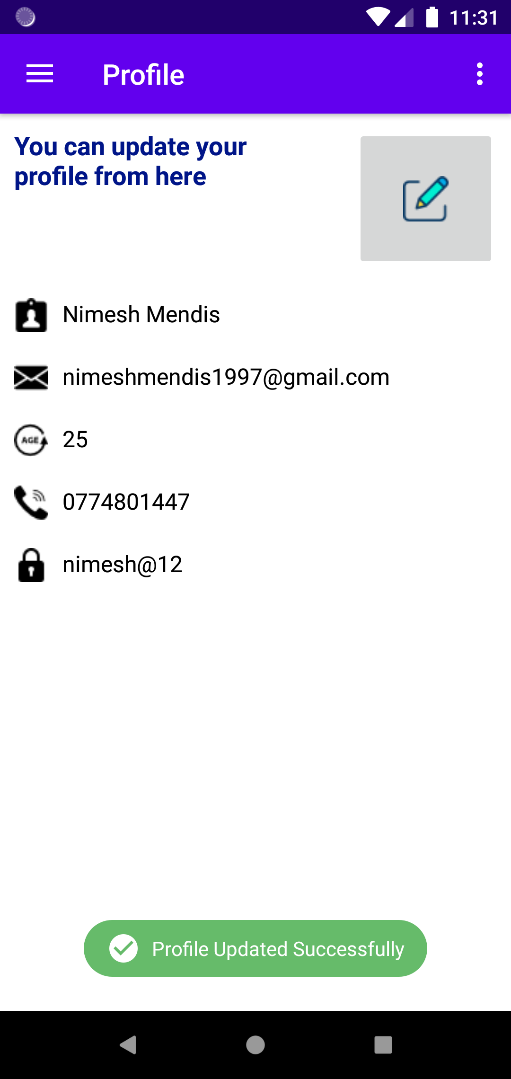 11:31
Profile
You can update your
profile from here
Nimesh Mendis
nimeshmendis1997@gmail.com
AGE
25
0774801447
nimesh@12
Profile Updated Successfully